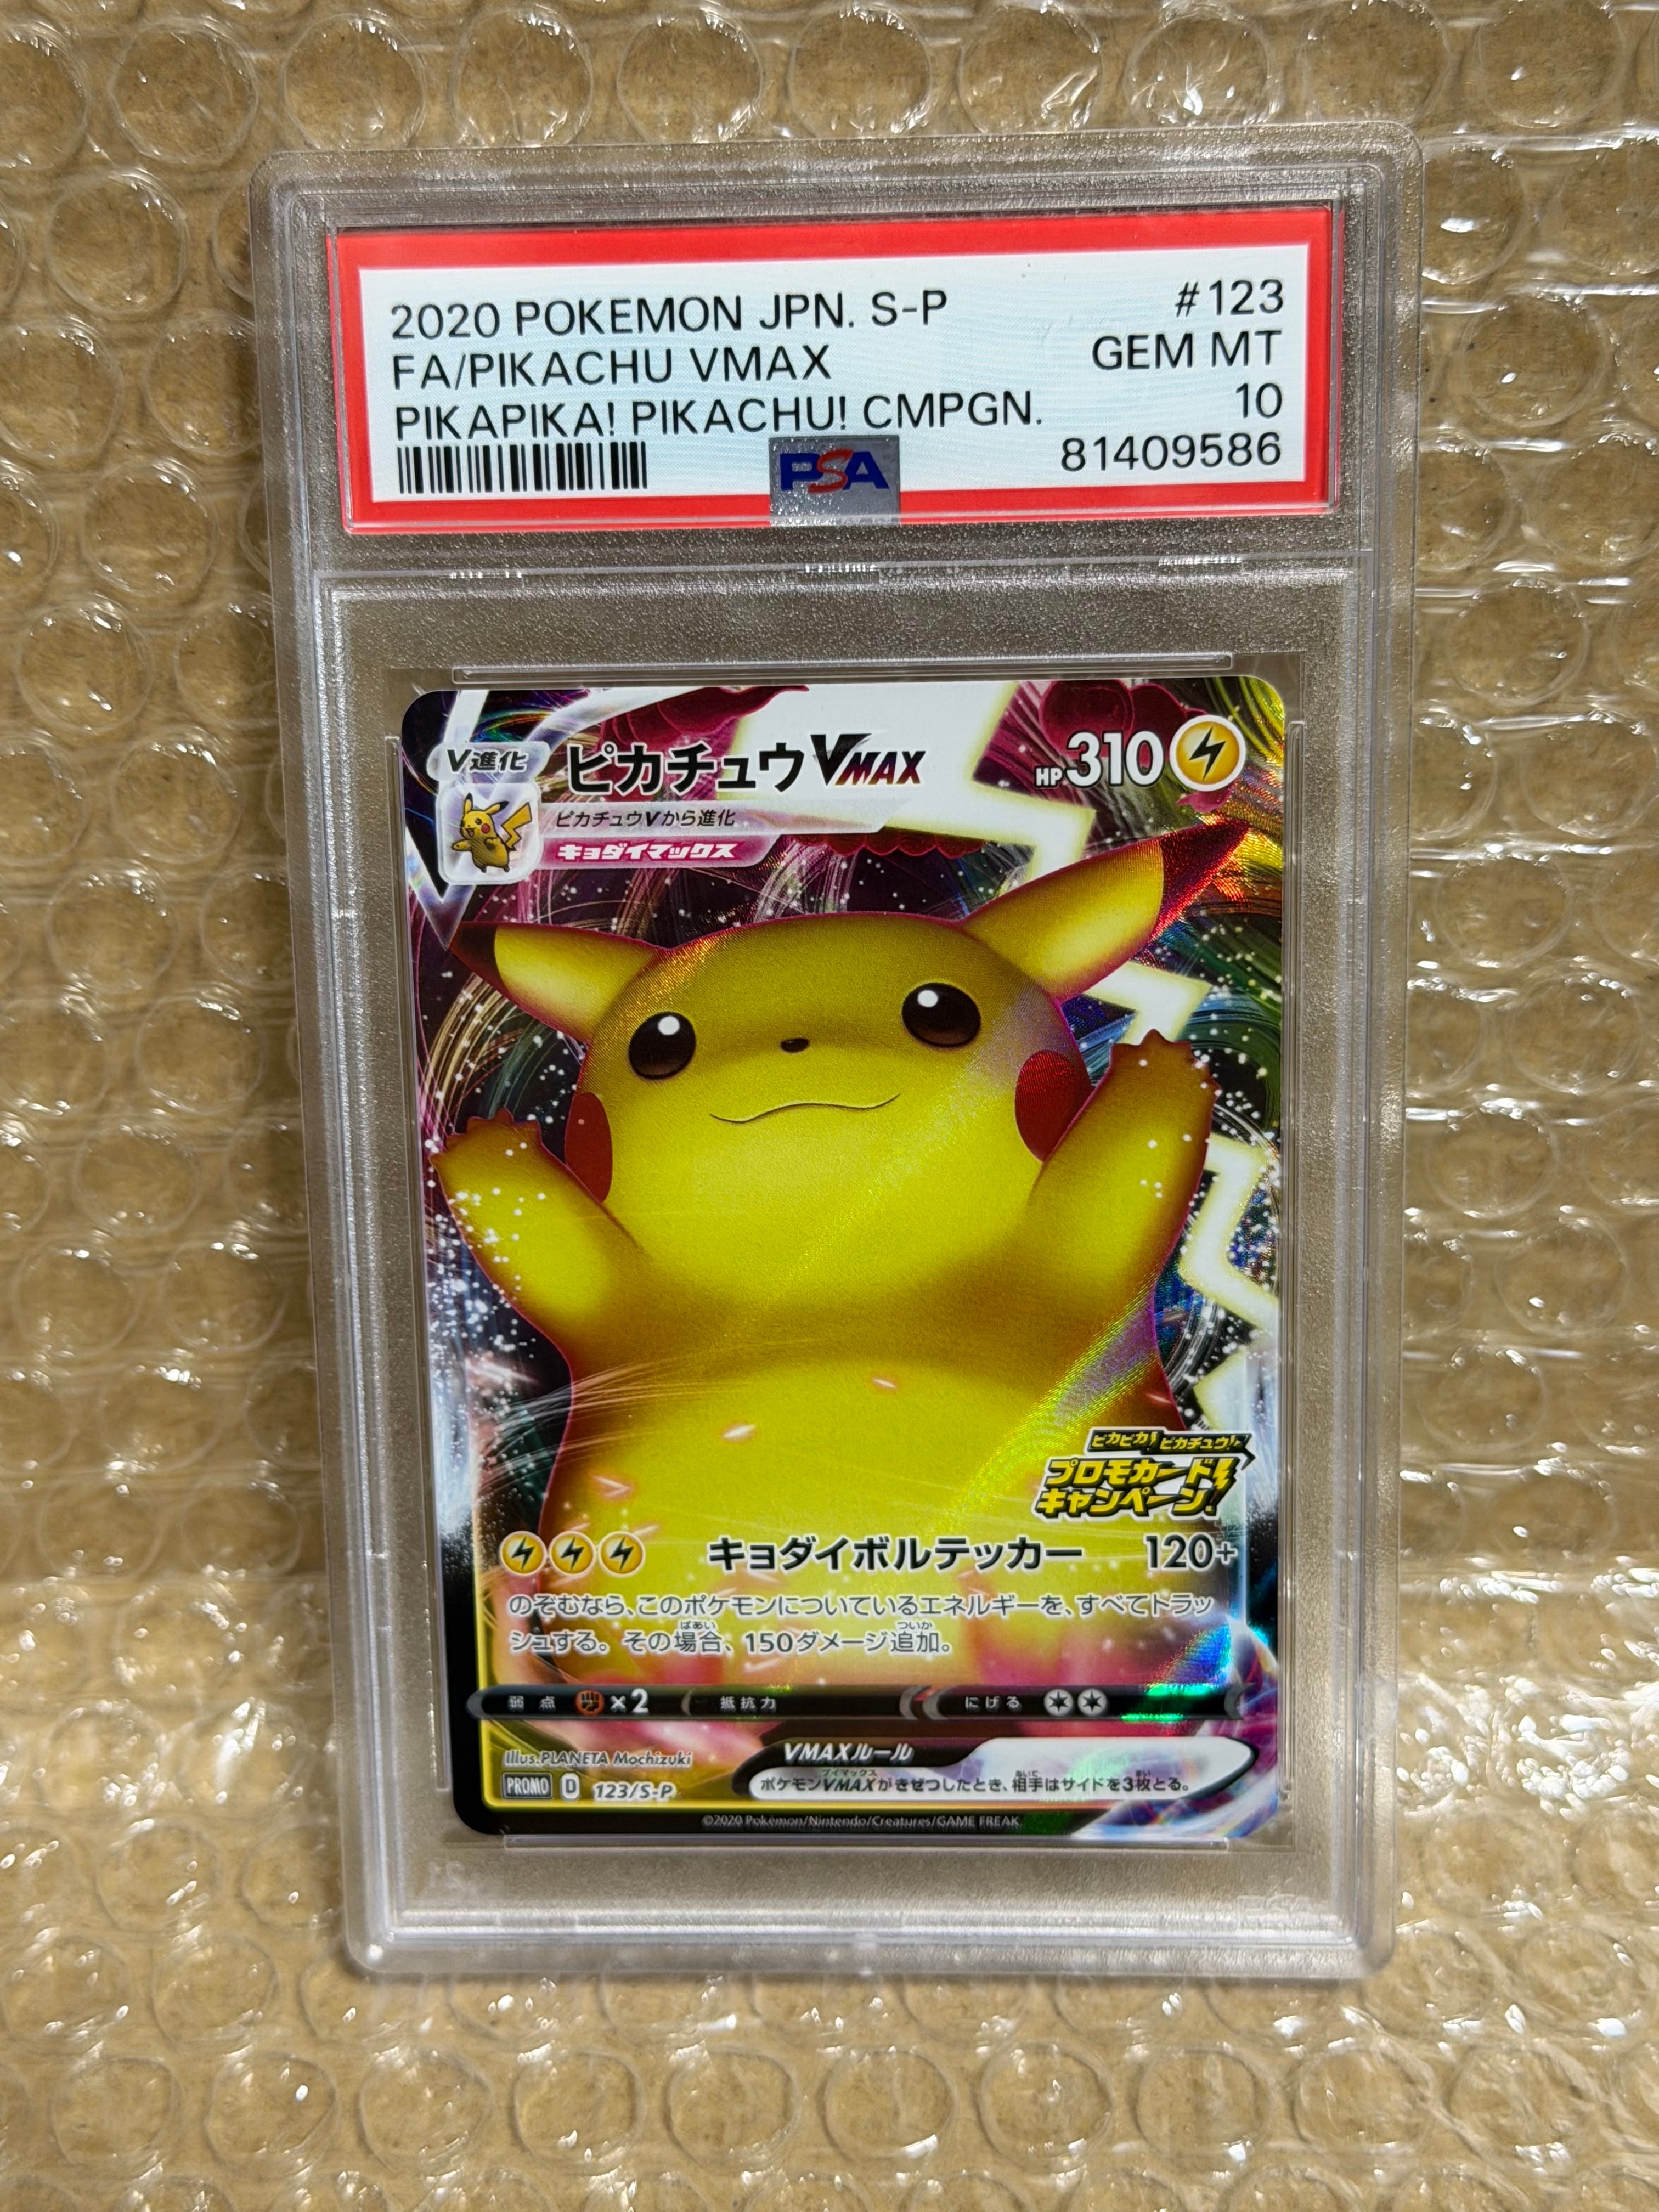 2020 POKEMON JPN. S-P #123
FA/PIKACHU VMAX GEM MT
PIKAPIKA! PIKACHU! CMPGN. 10
PSA 81409586
V進化 ピカチュウVMAX HP310
ピカチュウVから進化
キョダイマックス
ピカピカ!ピカチュウ!
プロモカード
キャンペーン!
キョダイボルテッカー 120+
のぞむなら、このポケモンについているエネルギーを、すべてトラッ
シュする。その場合、150ダメージ追加。
弱点 ×2 抵抗力 にげる
Illus.PLANETA Mochizuki
VMAXルール
PROMO D 123/S-P
ポケモンVMAXがきぜつしたとき、相手はサイドを3枚とる。
©2020 Pokémon/Nintendo/Creatures/GAME FREAK